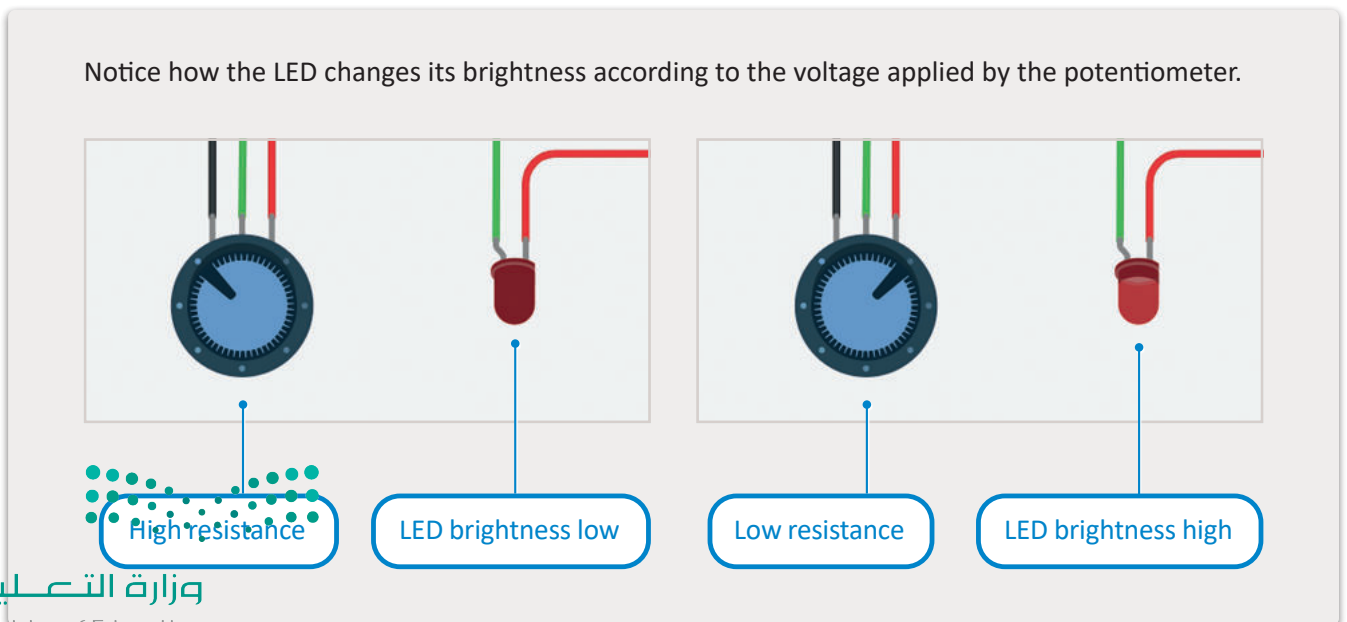 Notice how the LED changes its brightness according to the voltage applied by the potentiometer.
High resistance
LED brightness low
Low resistance
LED brightness high
وزارة التعليـ